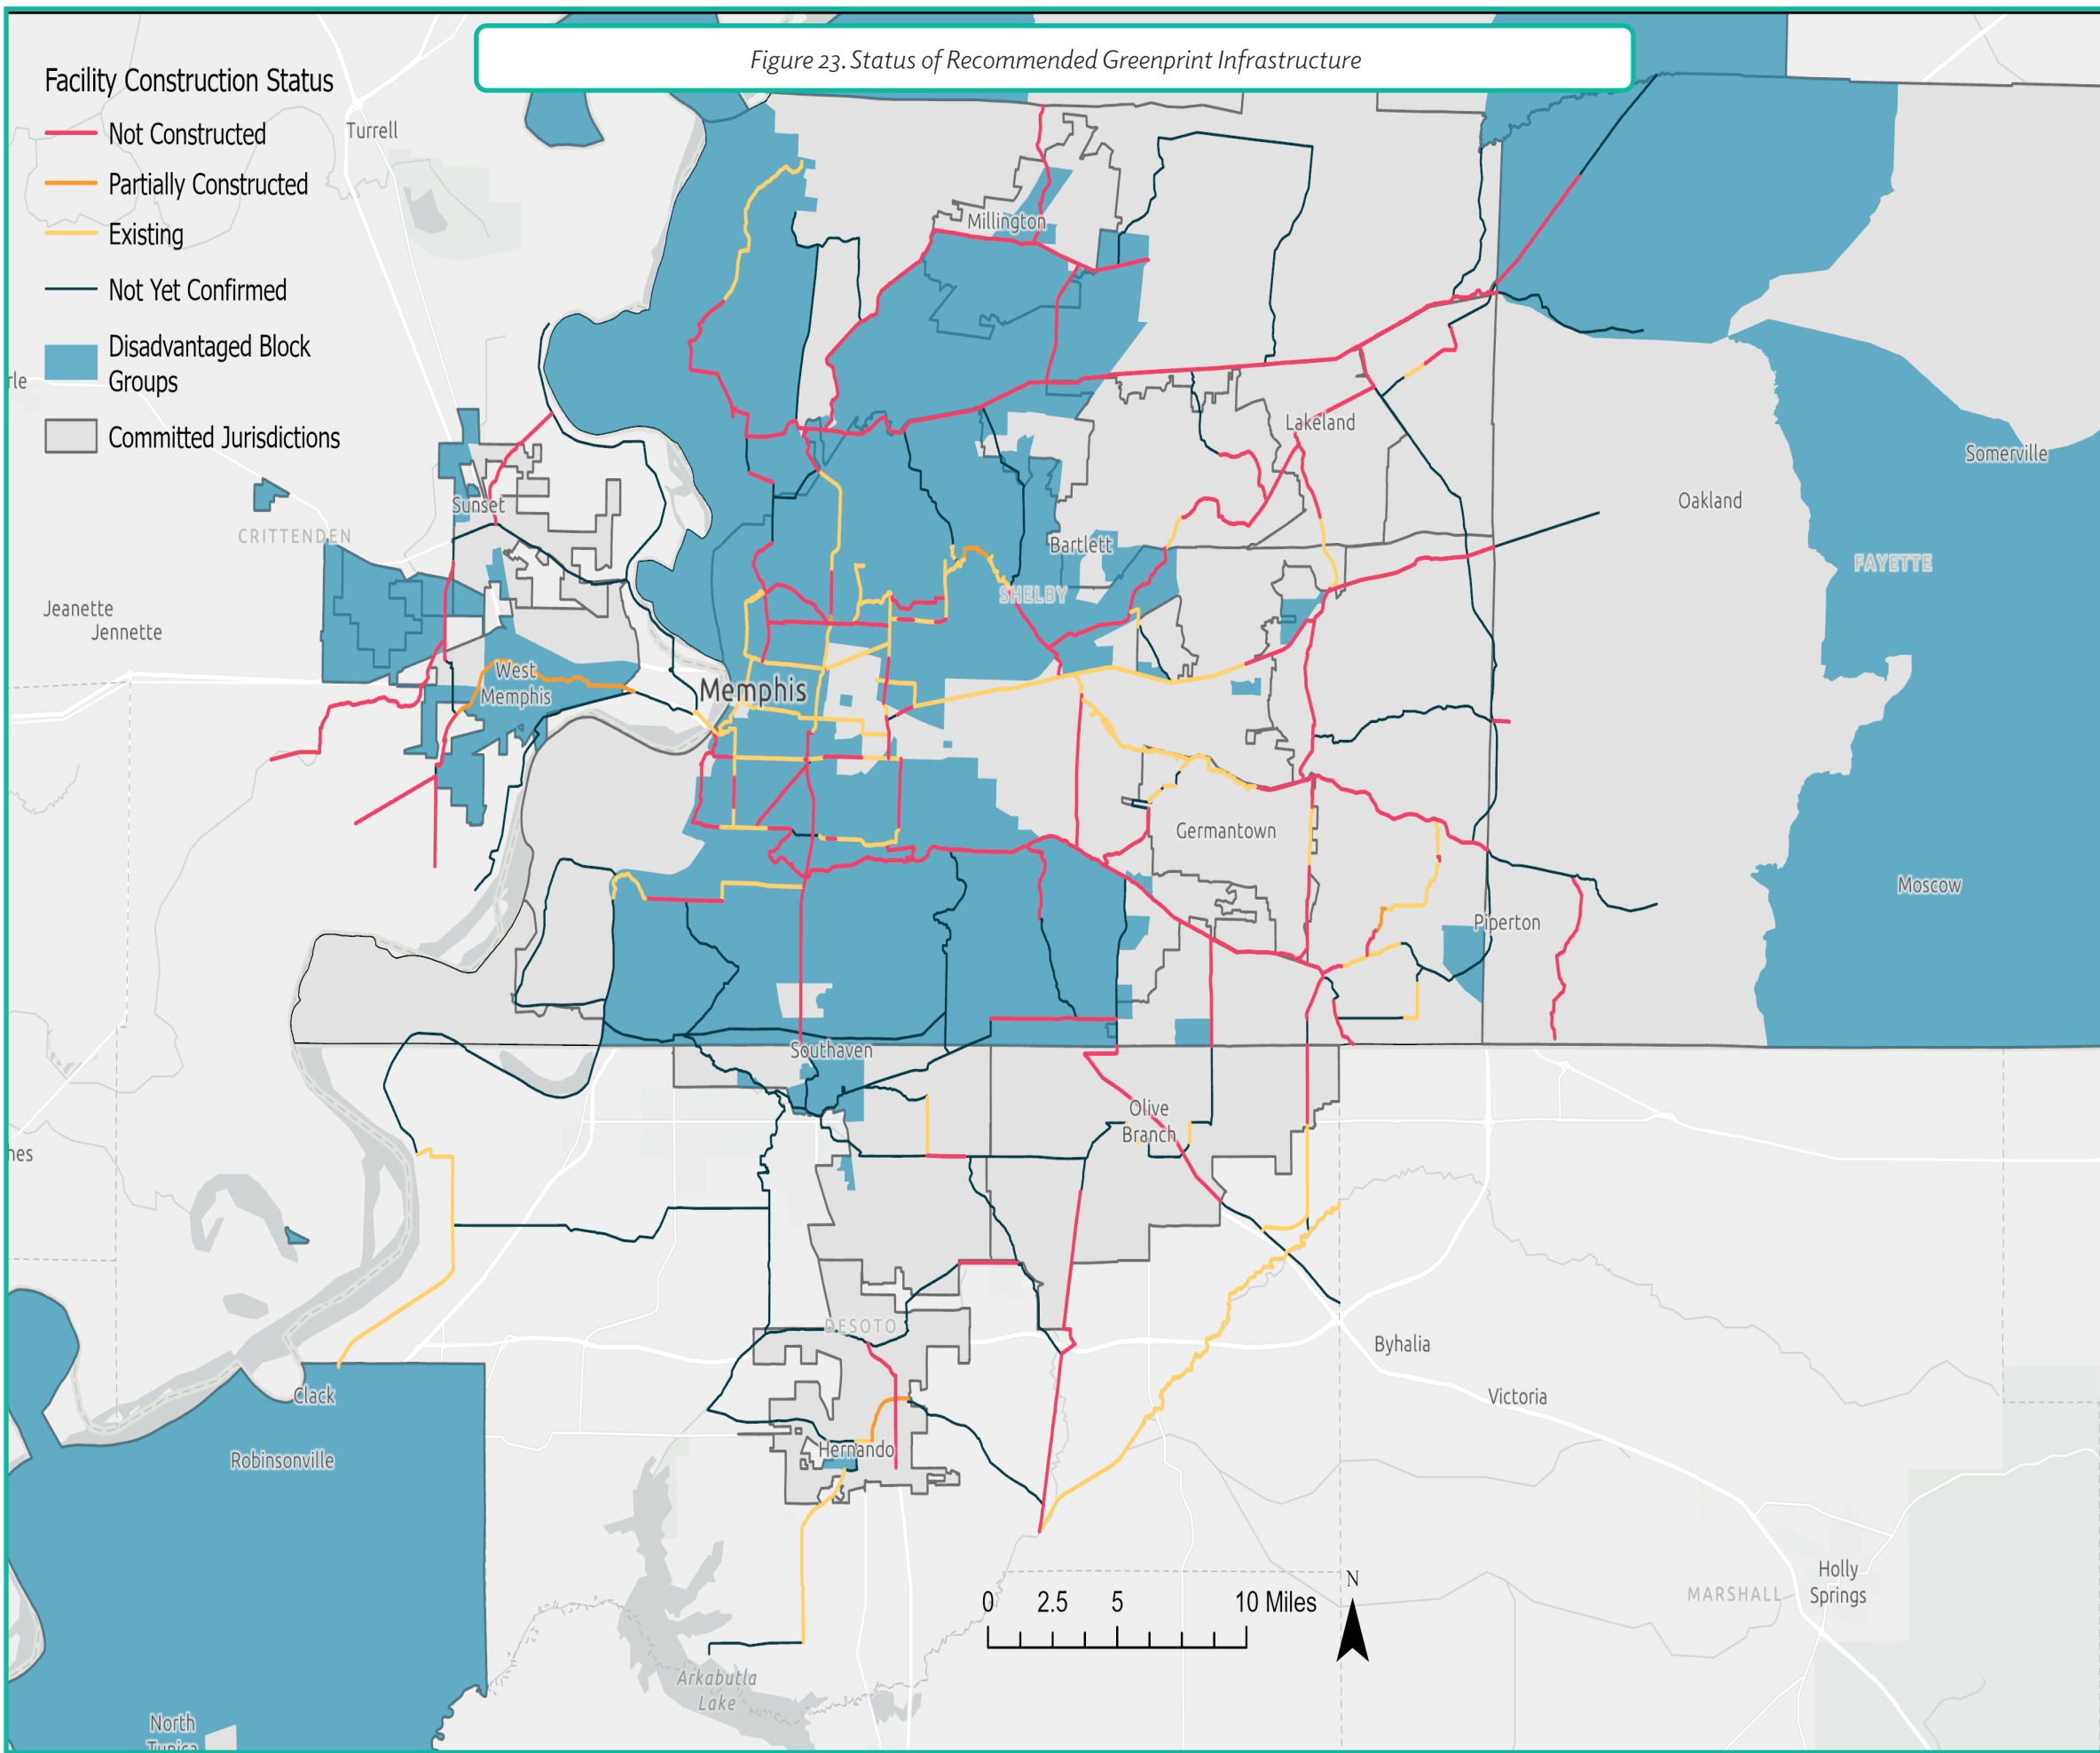 Figure 23. Status of Recommended Greenprint Infrastructure
Facility Construction Status
Not Constructed
Partially Constructed
Existing
Not Yet Confirmed
Disadvantaged Block
Groups
Committed Jurisdictions
Turrell
Millington
rle
Lakeland
Somerville
Sunset
Oakland
CRITTENDEN
Bartlett
FAYETTE
SHELBY
Jeanette
Jennette
West
Memphis
Memphis
Germantown
Moscow
Piperton
Southaven
Olive
Branch
nes
DESOTO
Byhalia
Clack
Victoria
Hernando
Robinsonville
Holly
Springs
MARSHALL
N
0 2.5 5 10 Miles
Arkabutla
Lake
North
Tunica